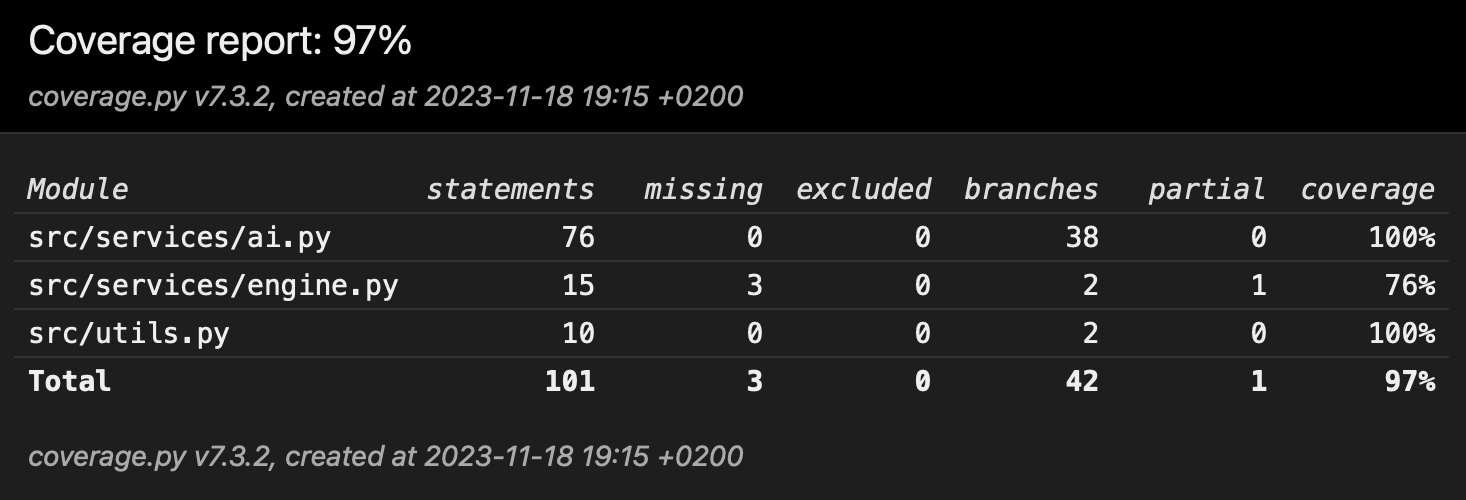 Coverage report: 97%
coverage.py v7.3.2, created at 2023-11-18 19:15 +0200
Module statements missing excluded branches partial coverage
src/services/ai.py 76 0 0 38 0 100%
src/services/engine.py 15 3 0 2 1 76%
src/utils.py 10 0 0 2 0 100%
Total 101 3 0 42 1 97%
coverage.py v7.3.2, created at 2023-11-18 19:15 +0200